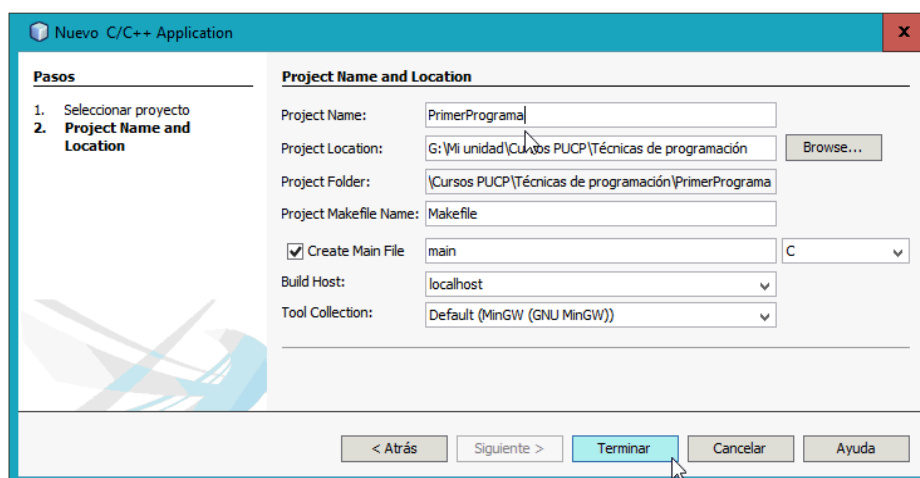 Nuevo C/C++ Application
x
Pasos
1. Seleccionar proyecto
2. Project Name and
Location
Project Name and Location
Project Name: PrimerPrograma
Project Location: G:\Mi unidad\Cursos PUCP\Técnicas de programación Browse...
Project Folder: \Cursos PUCP\Técnicas de programación\PrimerPrograma
Project Makefile Name: Makefile
Create Main File main C
Build Host: localhost
Tool Collection: Default (MinGW (GNU MinGW))
< Atrás Siguiente > Terminar Cancelar Ayuda